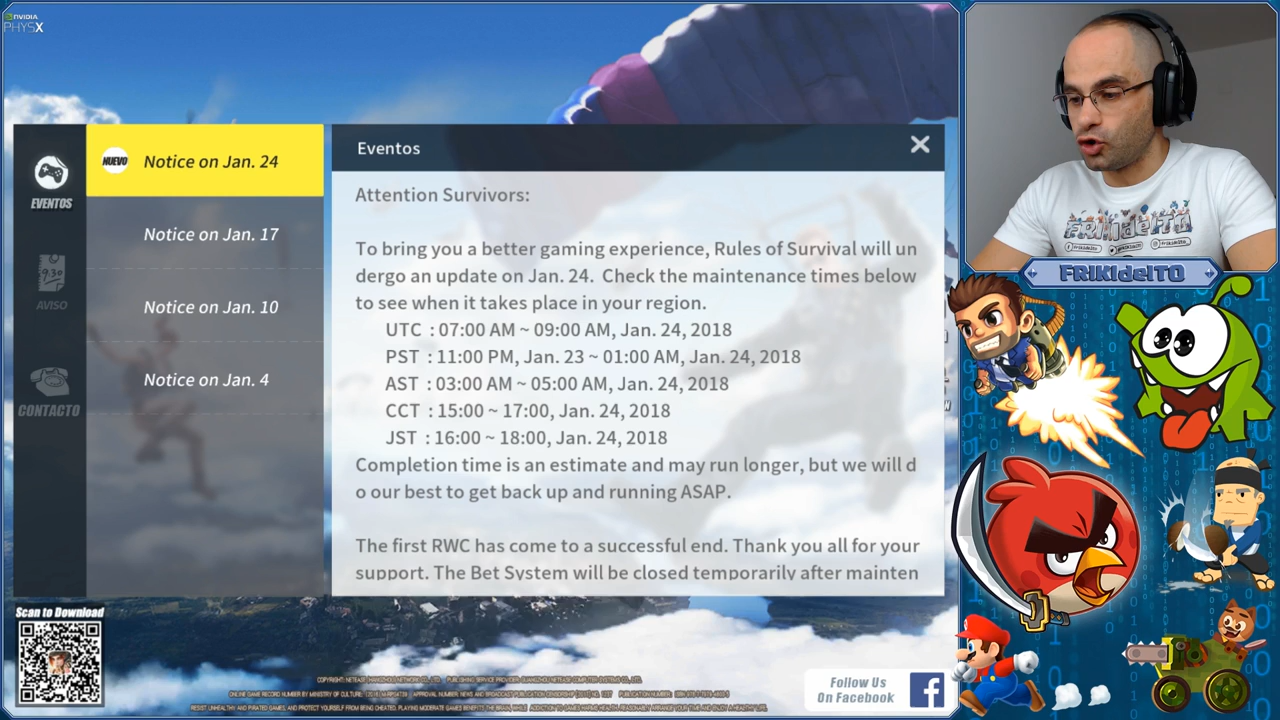 NVIDIA
PHYSX
EVENTOS
9:30
AVISO
CONTACTO
NUEVO
Notice on Jan. 24
Notice on Jan. 17
Notice on Jan. 10
Notice on Jan. 4
Eventos
Attention Survivors:
To bring you a better gaming experience, Rules of Survival will un
dergo an update on Jan. 24. Check the maintenance times below
to see when it takes place in your region.
UTC : 07:00 AM ~ 09:00 AM, Jan. 24, 2018
PST : 11:00 PM, Jan. 23 ~ 01:00 AM, Jan. 24, 2018
AST : 03:00 AM ~ 05:00 AM, Jan. 24, 2018
CCT : 15:00 ~ 17:00, Jan. 24, 2018
JST : 16:00 ~ 18:00, Jan. 24, 2018
Completion time is an estimate and may run longer, but we will d
o our best to get back up and running ASAP.
The first RWC has come to a successful end. Thank you all for your
support. The Bet System will be closed temporarily after mainten
FRIKIdelTO
FRIKIdelTO
Scan to Download
Follow Us
On Facebook